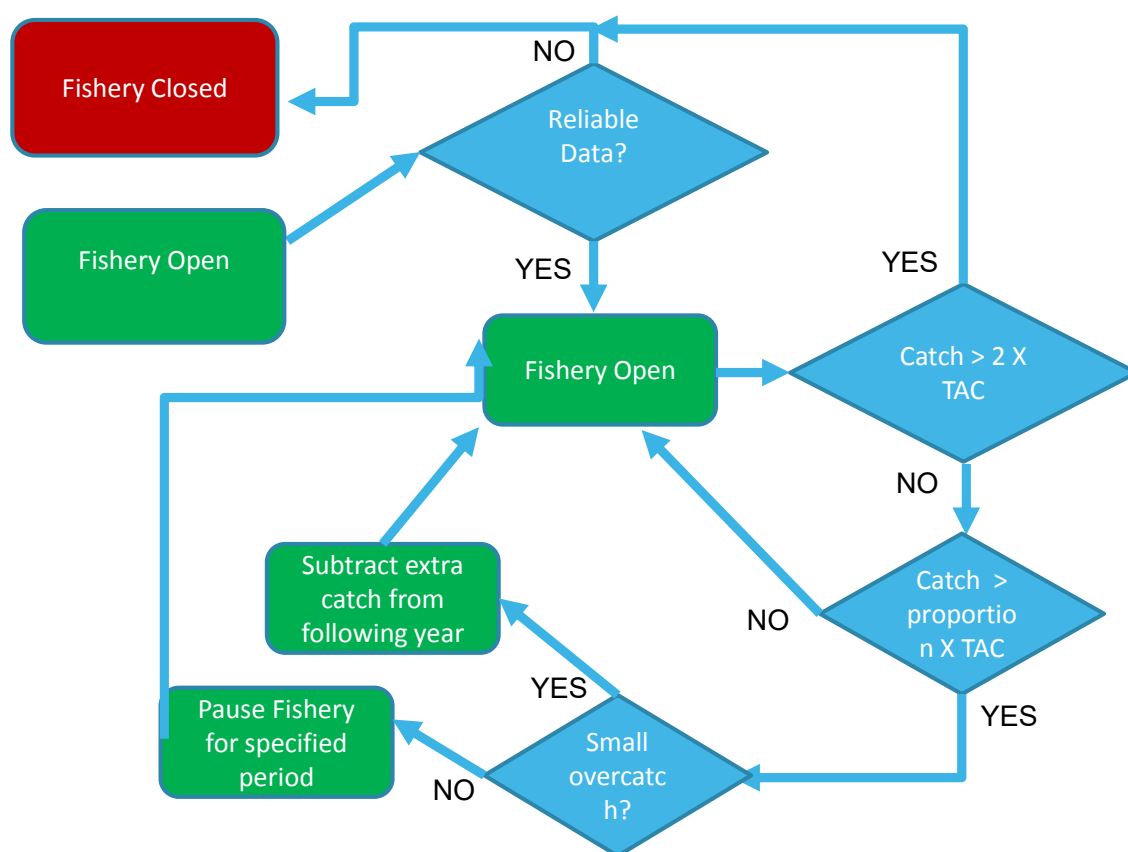 NO
Fishery Closed
Reliable
Data?
Fishery Open
YES
YES
Fishery Open
Catch > 2 X
TAC
NO
Subtract extra
catch from
following year
NO
Catch  >
proportio
n X TAC
YES
YES
Pause Fishery
for specified
period
NO
Small
overcatc
h?